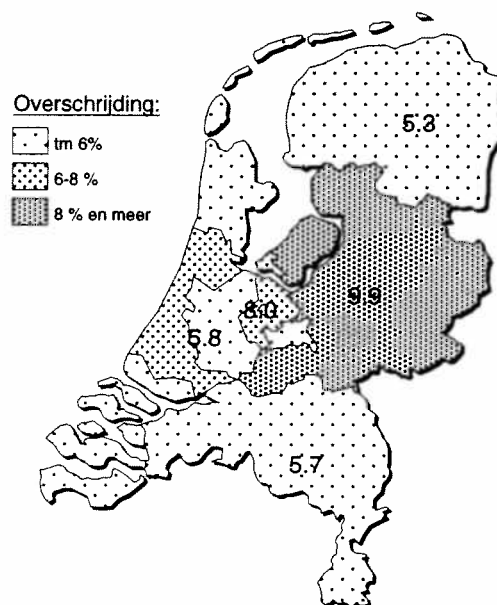 Overschrijding:
tm 6%
6-8 %
8 % en meer
5.3
9.9
8.0
5.8
5.7